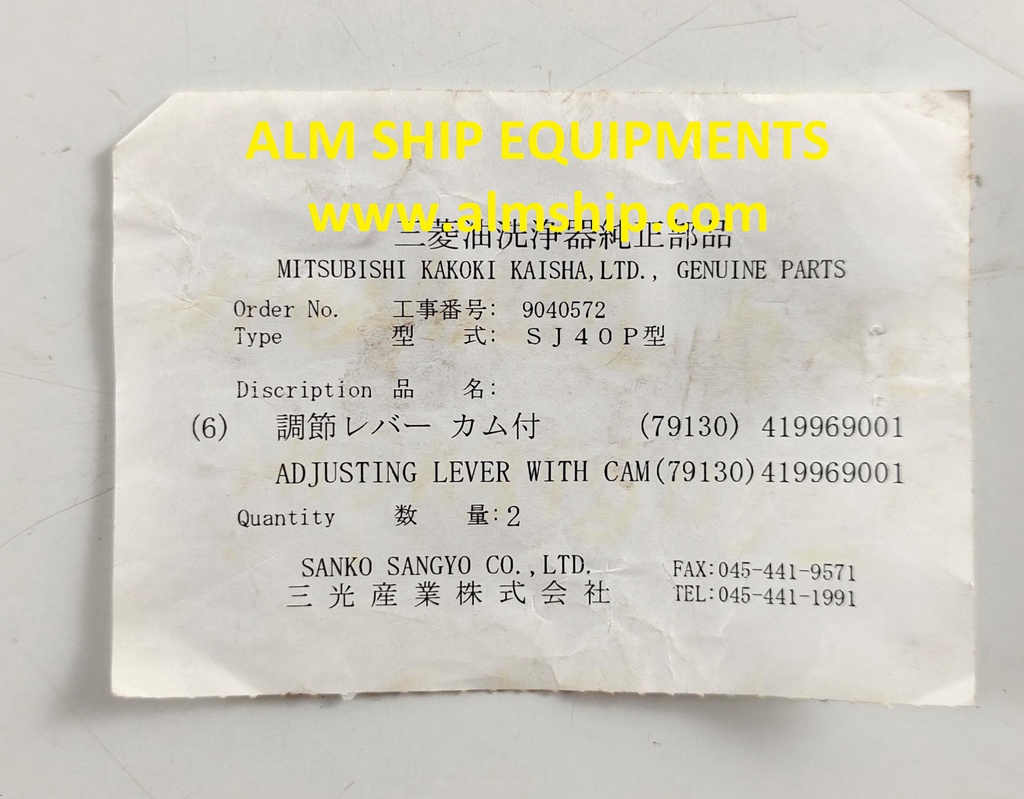 ALM SHIP EQUIPMENTS
www.almship.com
三菱油洗浄器純正部品
MITSUBISHI KAKOKI KAISHA,LTD., GENUINE PARTS
Order No. 工事番号: 9040572
Type 型 式: ＳＪ４０Ｐ型
Discription 品 名:
(6) 調節レバー カム付 (79130) 419969001
ADJUSTING LEVER WITH CAM(79130)419969001
Quantity 数 量:2
SANKO SANGYO CO.,LTD. FAX:045-441-9571
三光産業株式会社 TEL:045-441-1991